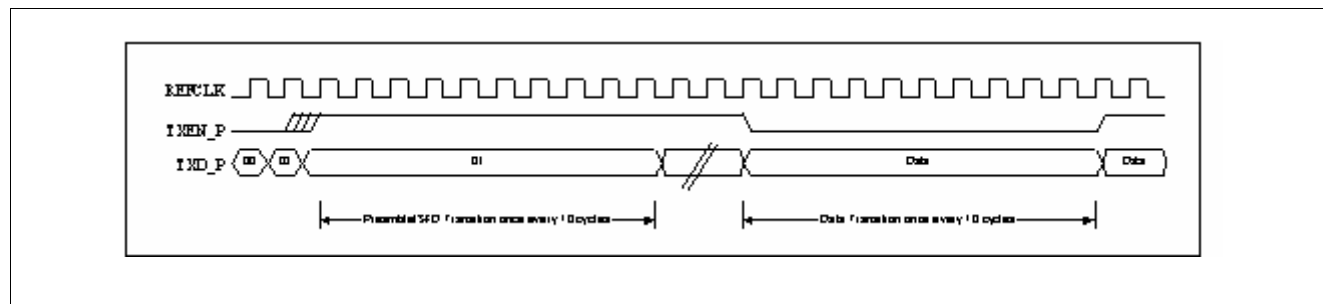 REFCLK
TXEN_P
TXD_P 00 00 01 Data Data
Preamble/SFD Transition once every 10 cycles Data Transition once every 10 cycles